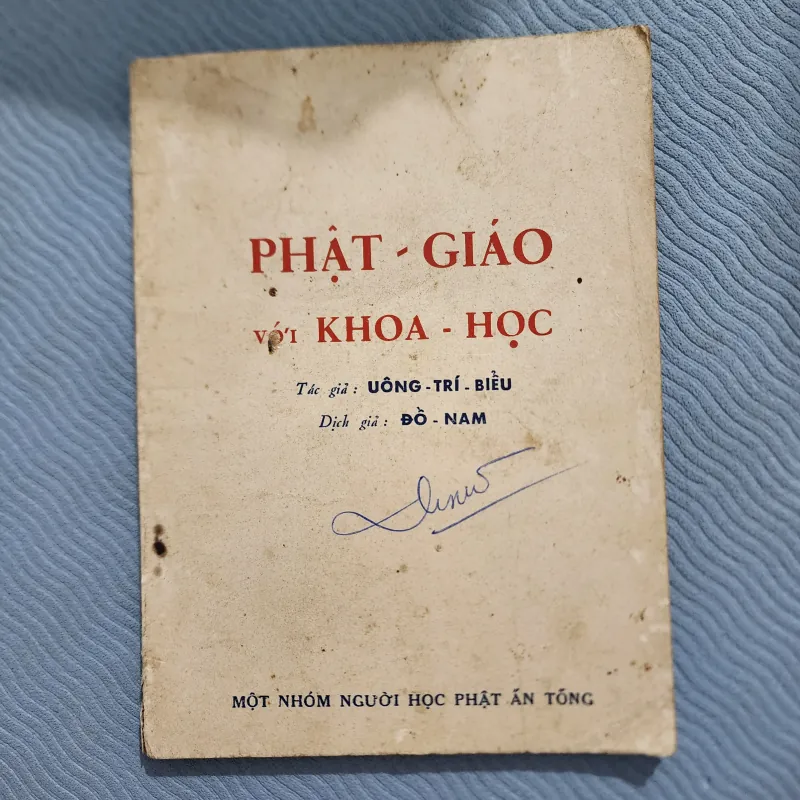 PHẬT - GIÁO
VỚI KHOA - HỌC
Tác giả : UÔNG - TRÍ - BIỂU
Dịch giả : ĐỒ - NAM
MỘT NHÓM NGƯỜI HỌC PHẬT ẤN TỐNG